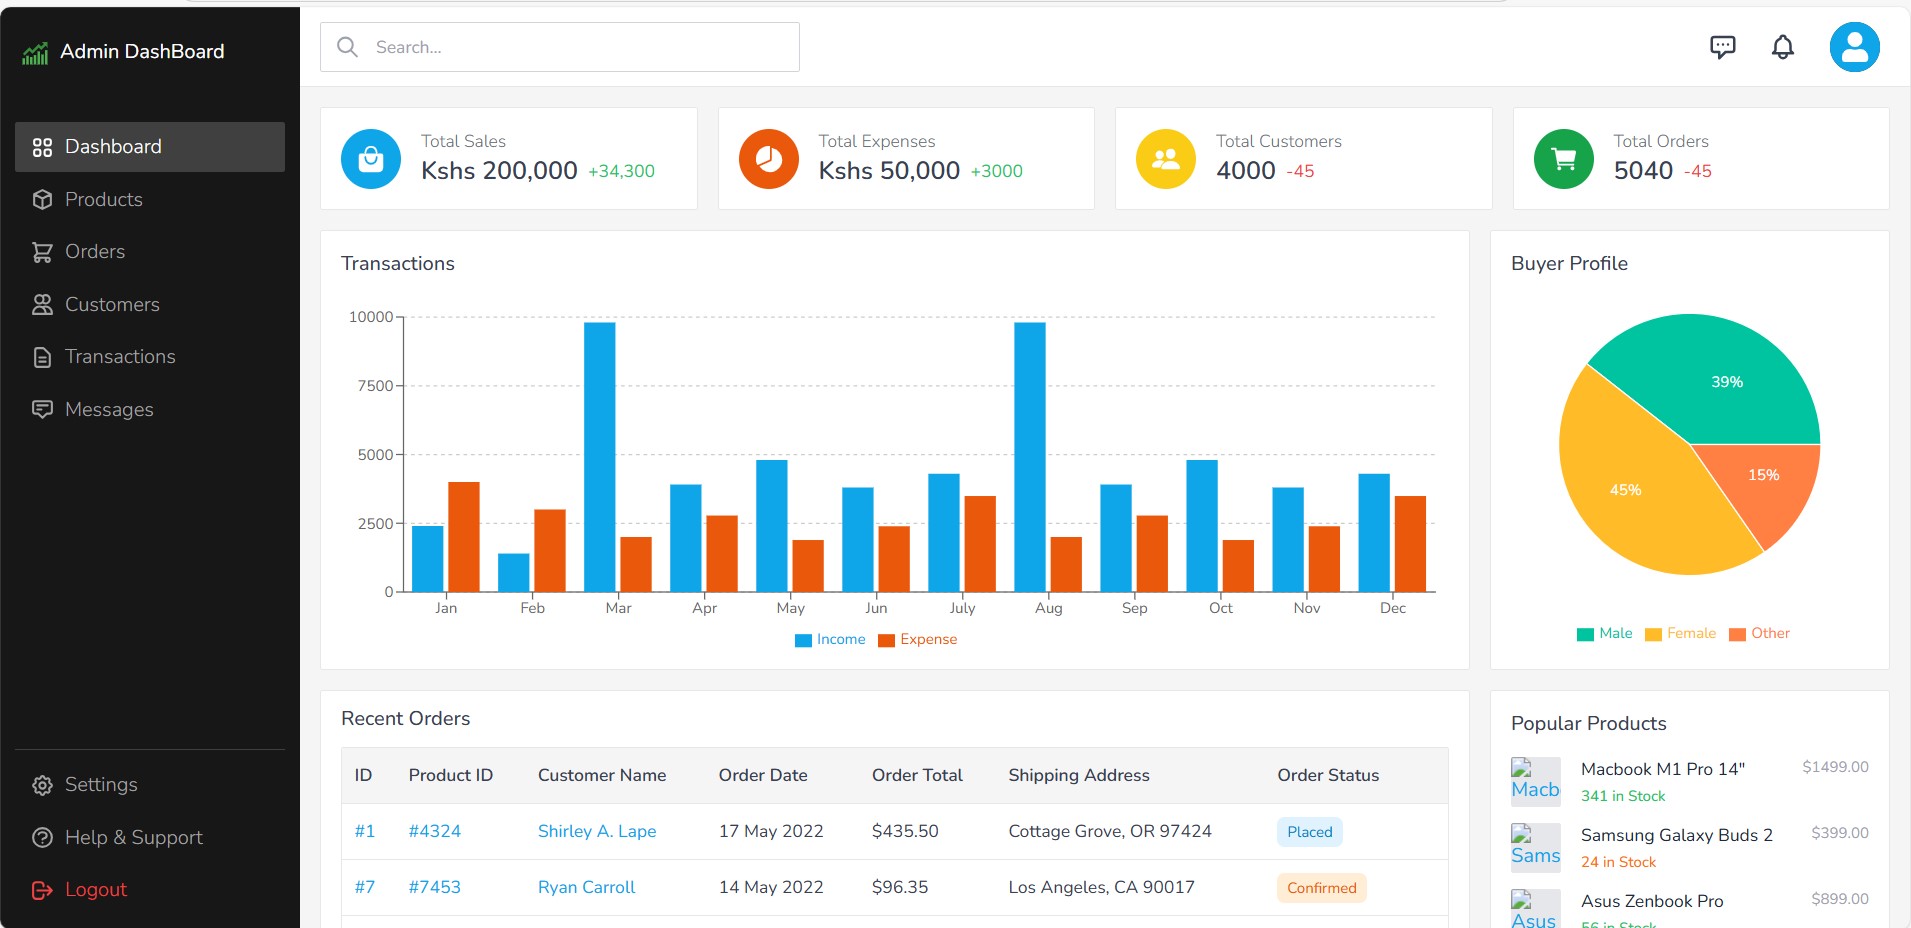 Admin DashBoard
Search...
Dashboard
Products
Orders
Customers
Transactions
Messages
Settings
Help & Support
Logout
Total Sales
Kshs 200,000 +34,300
Total Expenses
Kshs 50,000 +3000
Total Customers
4000 -45
Total Orders
5040 -45
Transactions
10000
7500
5000
2500
0
Jan Feb Mar Apr May Jun July Aug Sep Oct Nov Dec
Income Expense
Buyer Profile
39%
45%
15%
Male Female Other
Recent Orders
ID Product ID Customer Name Order Date Order Total Shipping Address Order Status
#1 #4324 Shirley A. Lape 17 May 2022 $435.50 Cottage Grove, OR 97424 Placed
#7 #7453 Ryan Carroll 14 May 2022 $96.35 Los Angeles, CA 90017 Confirmed
Popular Products
Macb
Macbook M1 Pro 14" $1499.00
341 in Stock
Sams
Samsung Galaxy Buds 2 $399.00
24 in Stock
Asus
Asus Zenbook Pro $899.00
56 in Stock